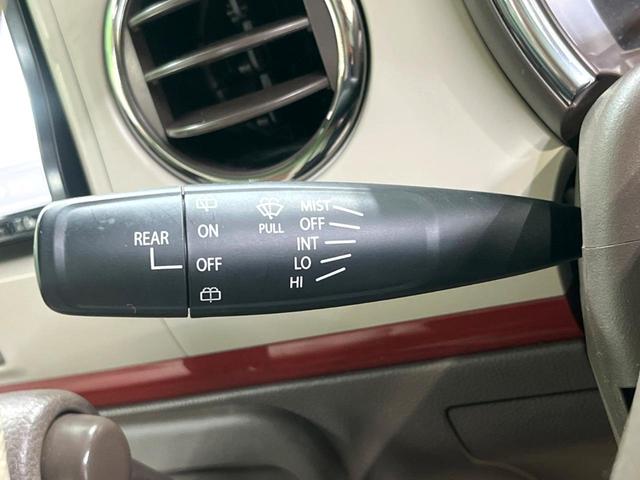 REAR
ON
OFF
PULL
MIST
OFF
INT
LO
HI